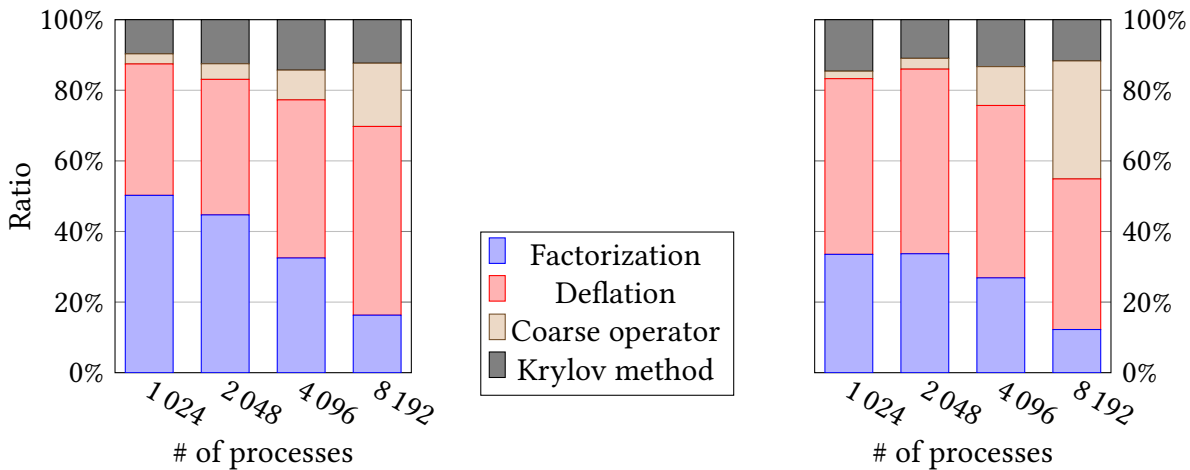 100%
80%
60%
40%
20%
0%
Ratio
1 024
2 048
4 096
8 192
# of processes
Factorization
Deflation
Coarse operator
Krylov method
100%
80%
60%
40%
20%
0%
1 024
2 048
4 096
8 192
# of processes